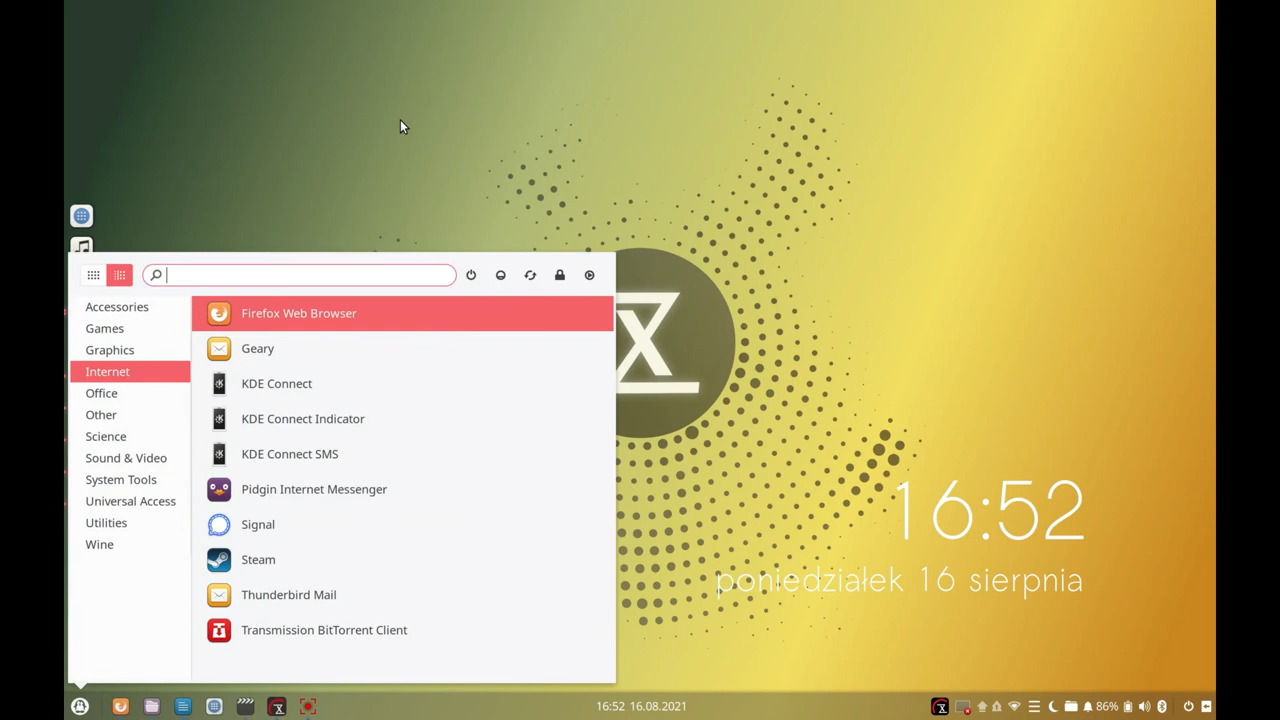 Accessories
Games
Graphics
Internet
Office
Other
Science
Sound & Video
System Tools
Universal Access
Utilities
Wine
Firefox Web Browser
Geary
KDE Connect
KDE Connect Indicator
KDE Connect SMS
Pidgin Internet Messenger
Signal
Steam
Thunderbird Mail
Transmission BitTorrent Client
16:52
poniedziałek 16 sierpnia
16:52 16.08.2021
86%